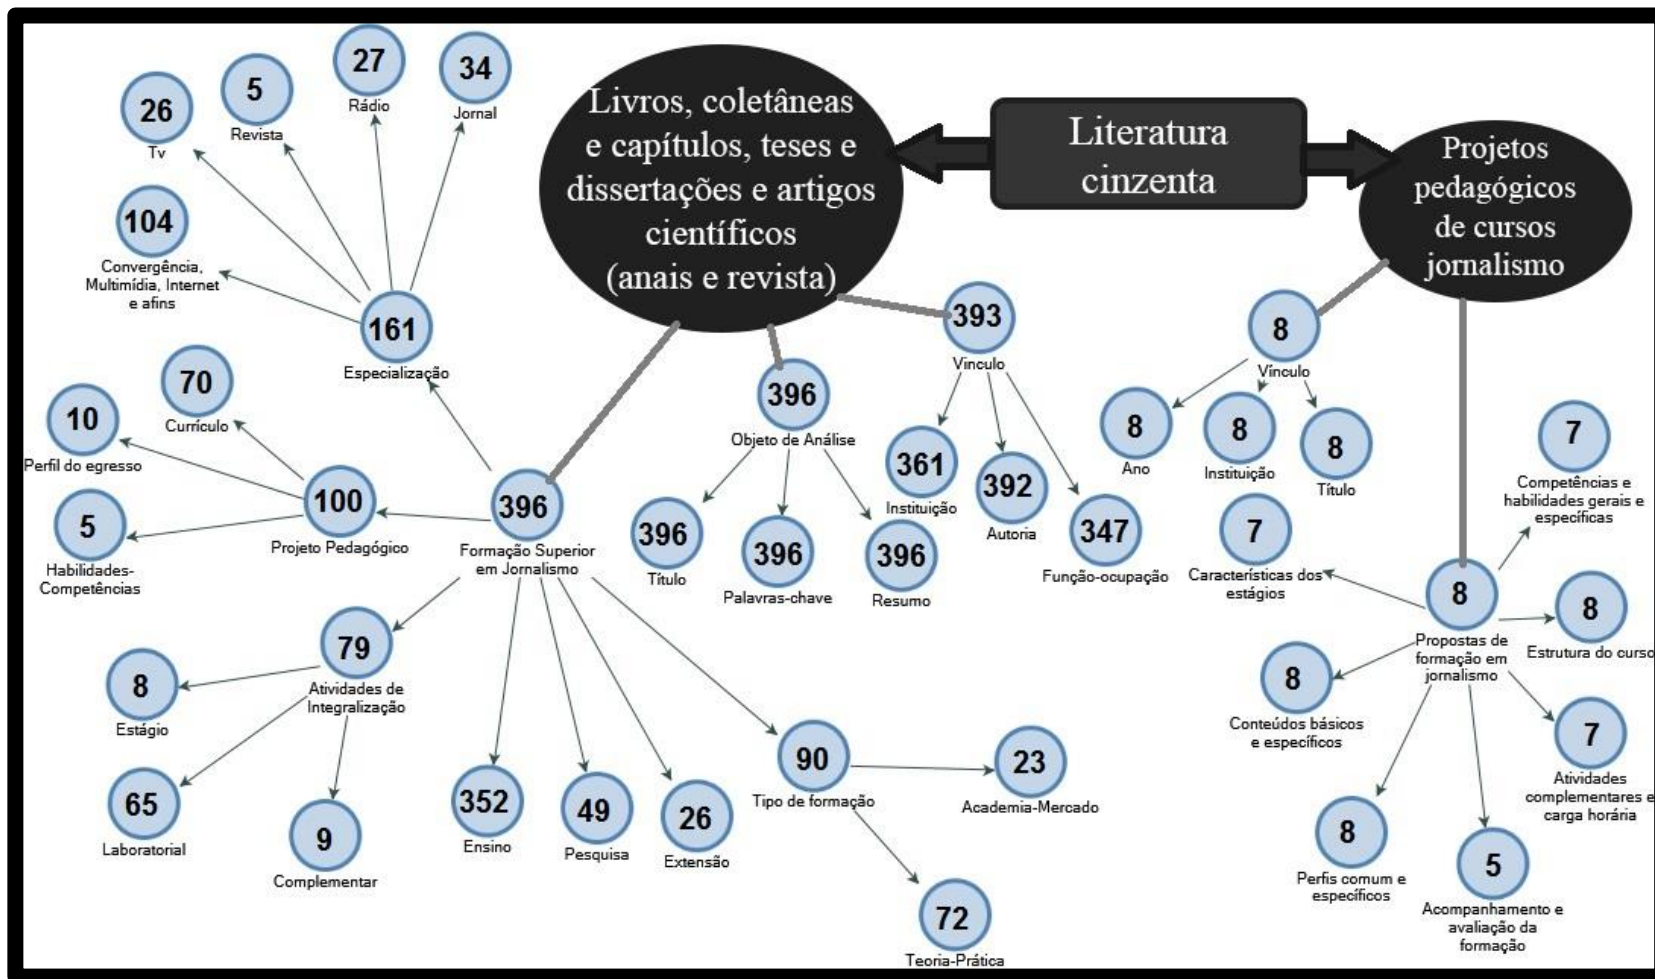 Livros, coletâneas
e capítulos, teses e
dissertações e artigos
científicos
(anais e revista)
Literatura
cinzenta
Projetos
pedagógicos
de cursos
jornalismo
26
Tv
5
Revista
27
Rádio
34
Jornal
104
Convergência,
Multimídia, Internet
e afins
161
Especialização
70
Currículo
10
Perfil do egresso
5
Habilidades-
Competências
100
Projeto Pedagógico
396
Formação Superior
em Jornalismo
79
Atividades de
Integralização
8
Estágio
65
Laboratorial
9
Complementar
352
Ensino
49
Pesquisa
26
Extensão
90
Tipo de formação
23
Academia-Mercado
72
Teoria-Prática
396
Objeto de Análise
396
Título
396
Palavras-chave
396
Resumo
393
Vinculo
361
Instituição
392
Autoria
347
Função-ocupação
8
Vínculo
8
Ano
8
Instituição
8
Título
8
Propostas de
formação em
jornalismo
7
Competências e
habilidades gerais e
específicas
7
Características dos
estágios
8
Estrutura do curso
8
Conteúdos básicos
e específicos
7
Atividades
complementares e
carga horária
8
Perfis comum e
específicos
5
Acompanhamento e
avaliação da
formação